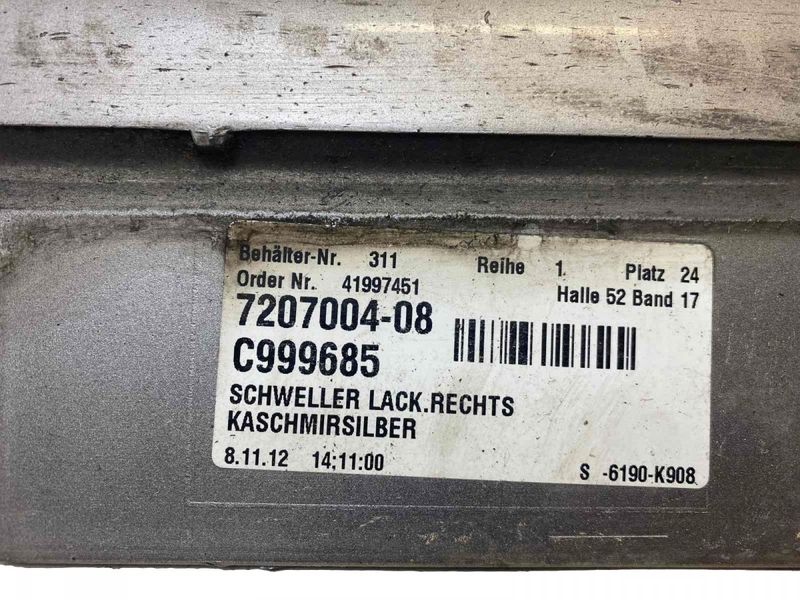 Behälter-Nr. 311 Reihe 1 Platz 24
Order Nr. 41997451 Halle 52 Band 17
7207004-08
C999685
SCHWELLER LACK.RECHTS
KASCHMIRSILBER
8.11.12 14:11:00 S -6190-K908